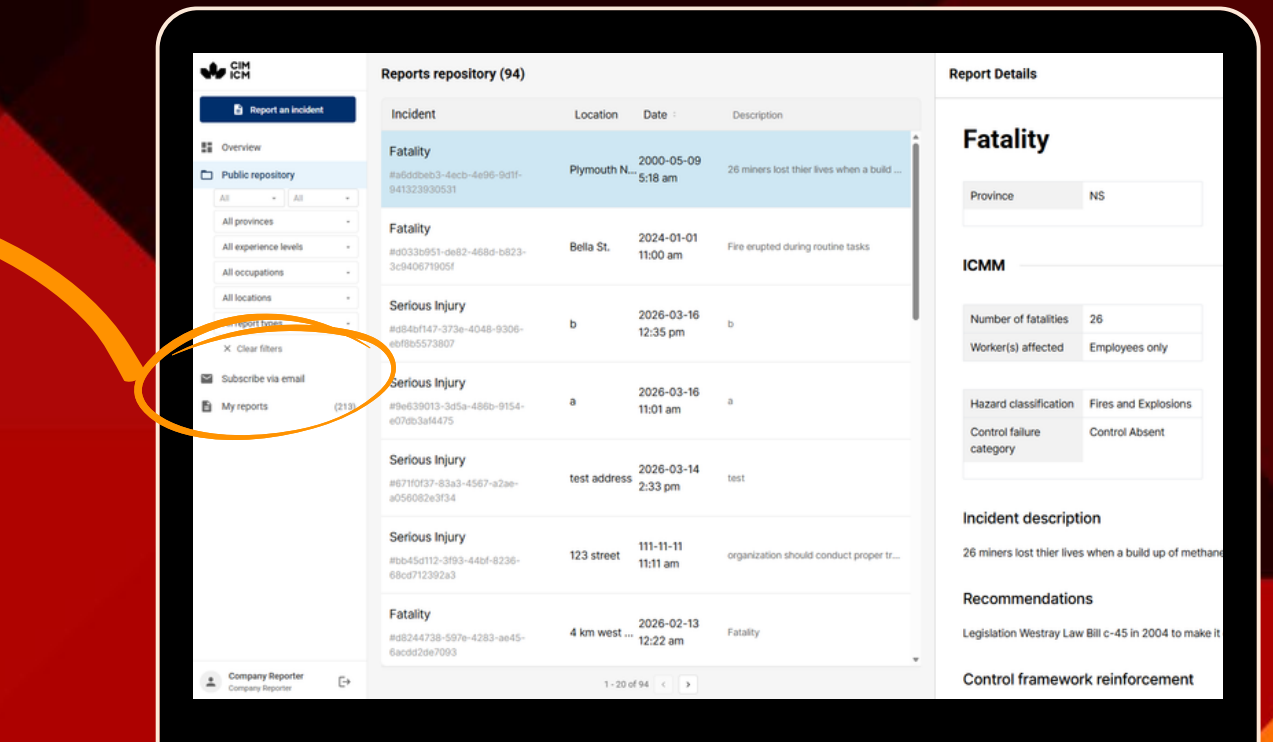 CIM
ICM
Report an incident
Overview
Public repository
All
All
All provinces
All experience levels
All occupations
All locations
report types
Clear filters
Subscribe via email
My reports (213)
Company Reporter
Company Reporter
Reports repository (94)
Incident Location Date Description
Fatality
#a6ddbeb3-4ecb-4e96-9d1f-
941323930531
Plymouth N...
2000-05-09
5:18 am
26 miners lost thier lives when a build ...
Fatality
#d033b951-de82-468d-b823-
3c940671905f
Bella St.
2024-01-01
11:00 am
Fire erupted during routine tasks
Serious Injury
#d84bf147-373e-4048-9306-
ebf8b5573807
b
2026-03-16
12:35 pm
b
Serious Injury
#9e639013-3d5a-486b-9154-
e07db3af4475
a
2026-03-16
11:01 am
a
Serious Injury
#671f0f37-83a3-4567-a2ae-
a056082e3f34
test address
2026-03-14
2:33 pm
test
Serious Injury
#bb45d112-3f93-44bf-8236-
68cd712392a3
123 street
111-11-11
11:11 am
organization should conduct proper tr...
Fatality
#d8244738-597e-4283-ae45-
6acdd2de7093
4 km west ...
2026-02-13
12:22 am
Fatality
1 - 20 of 94
Report Details
Fatality
Province NS
ICMM
Number of fatalities 26
Worker(s) affected Employees only
Hazard classification Fires and Explosions
Control failure
category
Control Absent
Incident description
26 miners lost thier lives when a build up of methane
Recommendations
Legislation Westray Law Bill c-45 in 2004 to make it
Control framework reinforcement